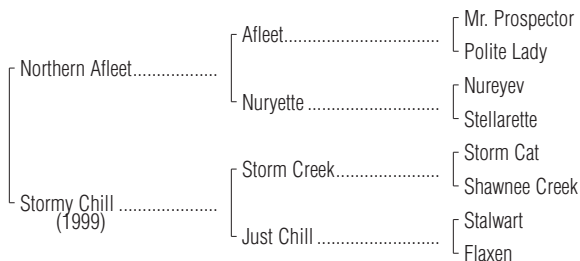 Mr. Prospector
Afleet
Polite Lady
Northern Afleet
Nureyev
Nuryette
Stellarette
Storm Cat
Storm Creek
Shawnee Creek
Stormy Chill
(1999)
Stalwart
Just Chill
Flaxen